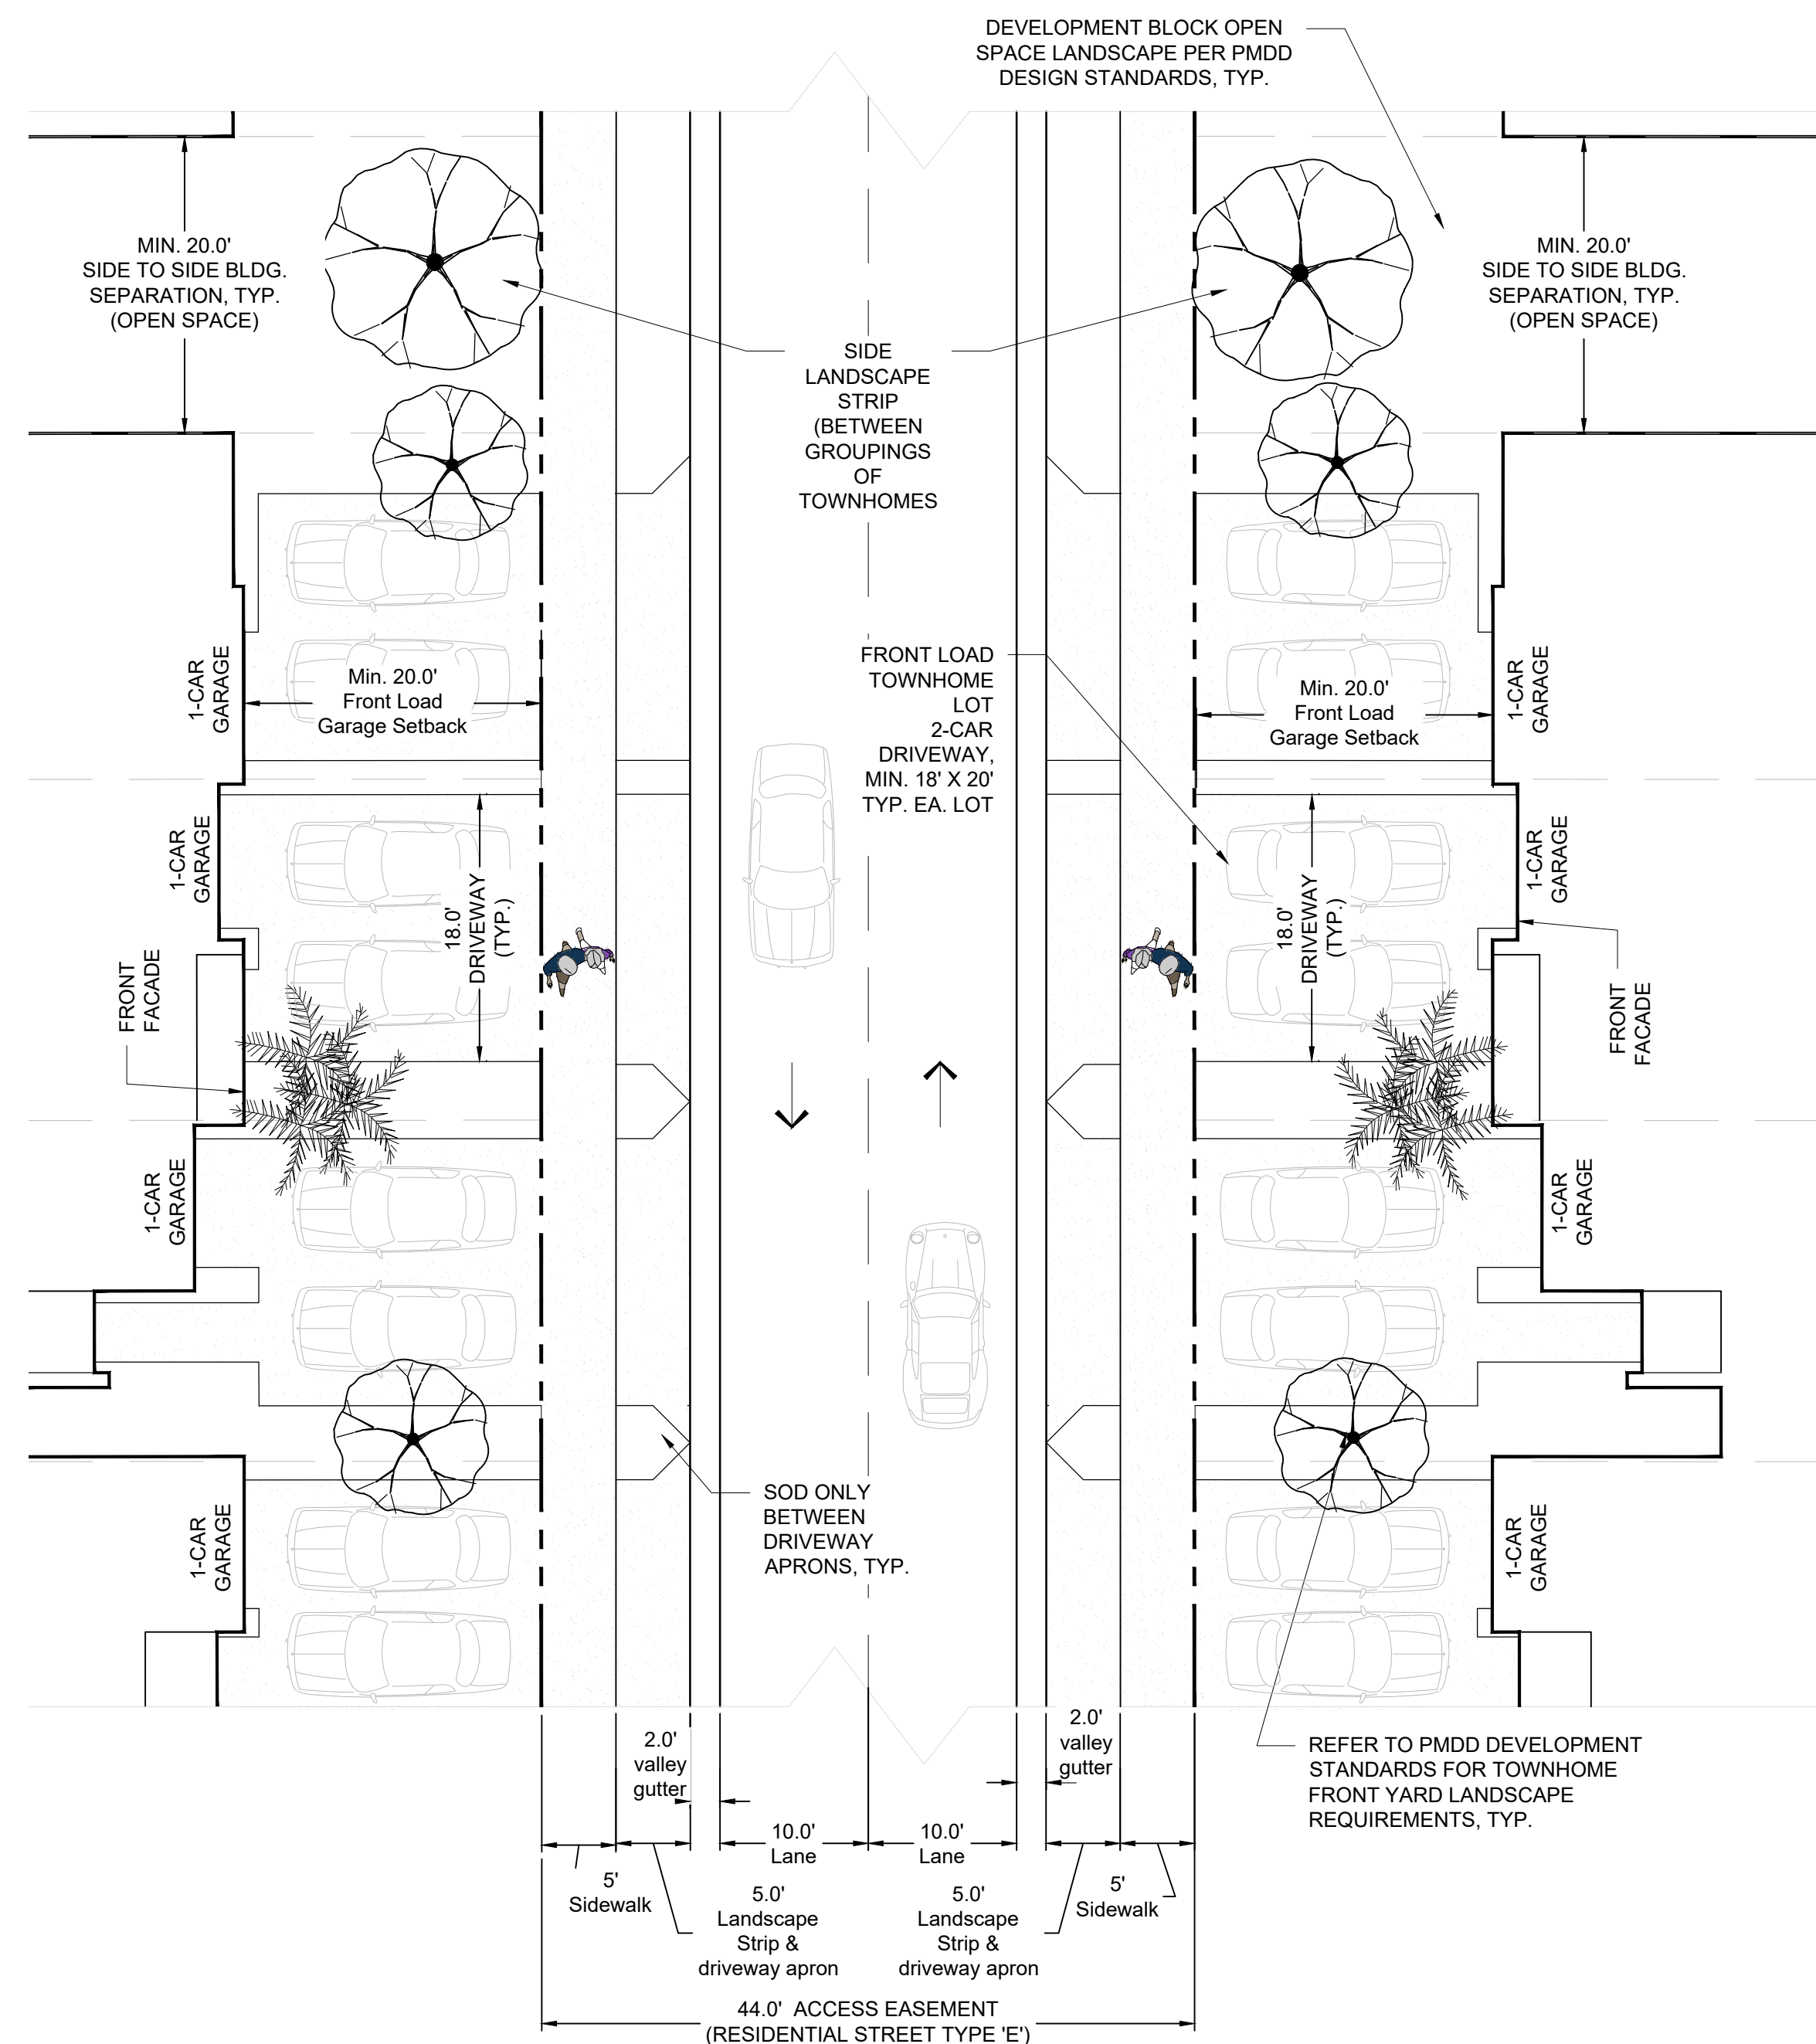 DEVELOPMENT BLOCK OPEN
SPACE LANDSCAPE PER PMDD
DESIGN STANDARDS, TYP.
MIN. 20.0'
SIDE TO SIDE BLDG.
SEPARATION, TYP.
(OPEN SPACE)
MIN. 20.0'
SIDE TO SIDE BLDG.
SEPARATION, TYP.
(OPEN SPACE)
SIDE
LANDSCAPE
STRIP
(BETWEEN
GROUPINGS
OF
TOWNHOMES
1-CAR
GARAGE
Min. 20.0'
Front Load
Garage Setback
FRONT LOAD
TOWNHOME
LOT
2-CAR
DRIVEWAY,
MIN. 18' X 20'
TYP. EA. LOT
Min. 20.0'
Front Load
Garage Setback
1-CAR
GARAGE
1-CAR
GARAGE
18.0'
DRIVEWAY
(TYP.)
18.0'
DRIVEWAY
(TYP.)
1-CAR
GARAGE
FRONT
FACADE
FRONT
FACADE
1-CAR
GARAGE
1-CAR
GARAGE
SOD ONLY
BETWEEN
DRIVEWAY
APRONS, TYP.
1-CAR
GARAGE
1-CAR
GARAGE
2.0'
valley
gutter
2.0'
valley
gutter
REFER TO PMDD DEVELOPMENT
STANDARDS FOR TOWNHOME
FRONT YARD LANDSCAPE
REQUIREMENTS, TYP.
10.0'
Lane
10.0'
Lane
5'
Sidewalk
5.0'
Landscape
Strip &
driveway apron
5.0'
Landscape
Strip &
driveway apron
5'
Sidewalk
44.0' ACCESS EASEMENT
(RESIDENTIAL STREET TYPE 'E')